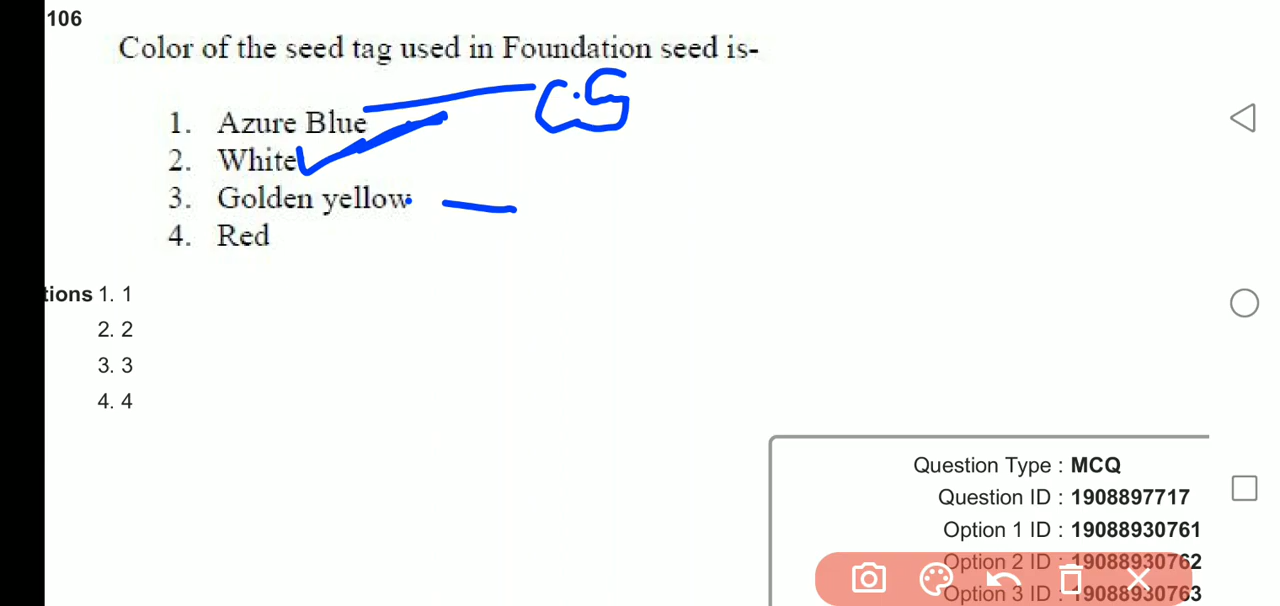 106
Color of the seed tag used in Foundation seed is-
C.S
1. Azure Blue
2. White
3. Golden yellow
4. Red
tions 1. 1
2. 2
3. 3
4. 4
Question Type : MCQ
Question ID : 1908897717
Option 1 ID : 19088930761
Option 2 ID : 19088930762
Option 3 ID : 19088930763